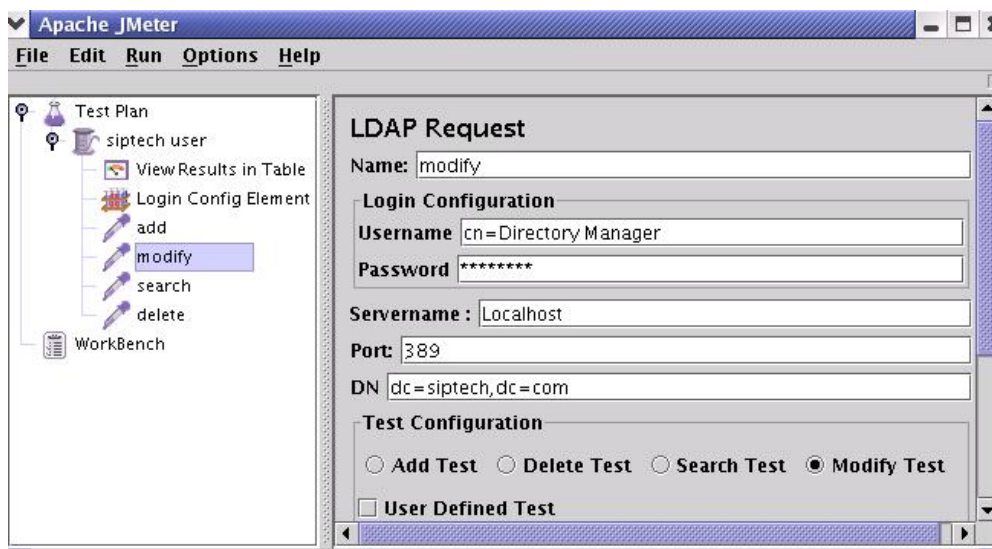 Apache JMeter
File Edit Run Options Help
Test Plan
siptech user
View Results in Table
Login Config Element
add
modify
search
delete
WorkBench
LDAP Request
Name: modify
Login Configuration
Username cn=Directory Manager
Password ********
Servername : Localhost
Port: 389
DN dc=siptech,dc=com
Test Configuration
Add Test Delete Test Search Test Modify Test
User Defined Test